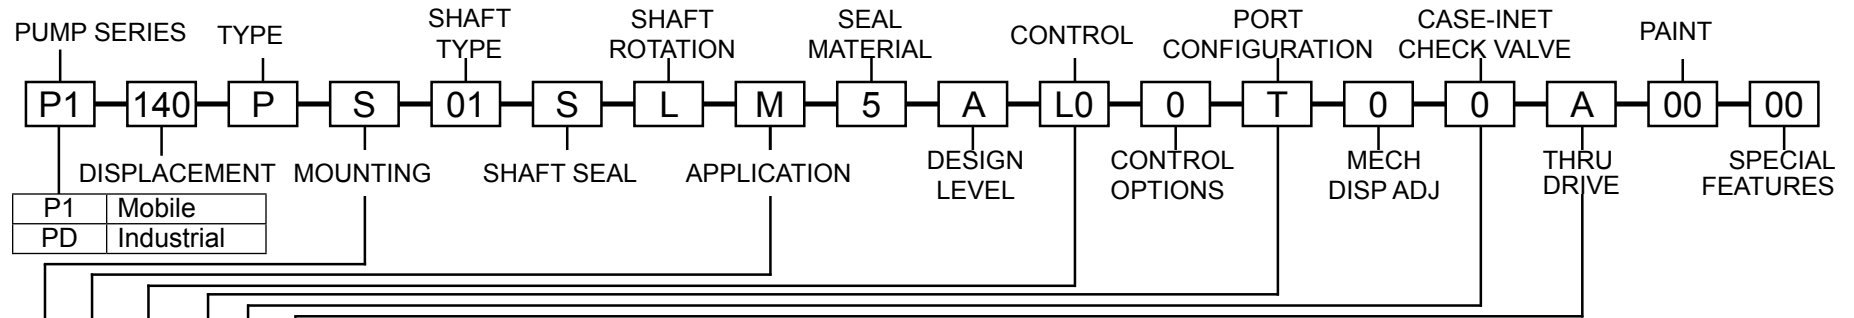 PUMP SERIES
TYPE
SHAFT
TYPE
SHAFT
ROTATION
SEAL
MATERIAL
CONTROL
PORT
CONFIGURATION
CASE-INET
CHECK VALVE
PAINT
P1 140 P S 01 S L M 5 A L0 0 T 0 0 A 00 00
DISPLACEMENT
MOUNTING
SHAFT SEAL
APPLICATION
DESIGN
LEVEL
CONTROL
OPTIONS
MECH
DISP ADJ
THRU
DRIVE
SPECIAL
FEATURES
P1 Mobile
PD Industrial